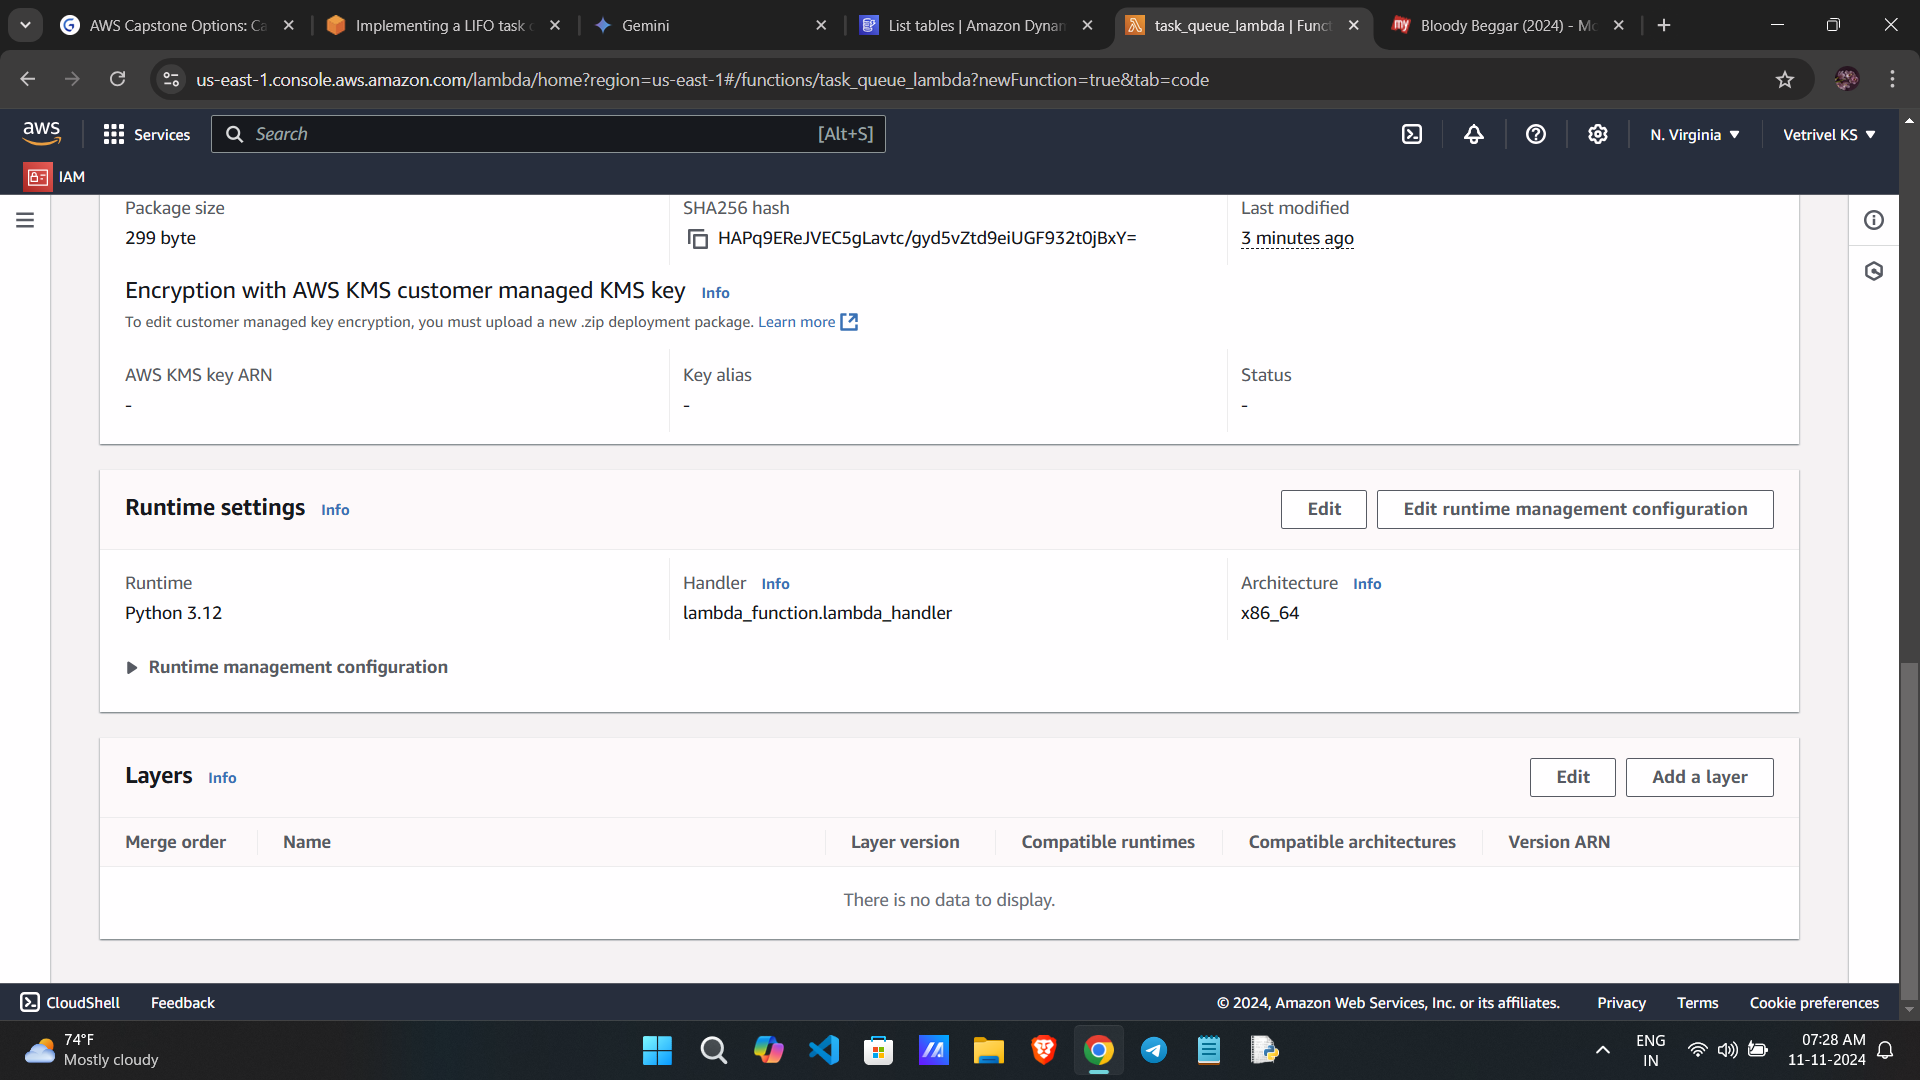 AWS Capstone Options: Ca
Implementing a LIFO task
Gemini
List tables | Amazon Dynam
task_queue_lambda | Funct
Bloody Beggar (2024) - Mo
us-east-1.console.aws.amazon.com/lambda/home?region=us-east-1#/functions/task_queue_lambda?newFunction=true&tab=code
aws
Services
Search
[Alt+S]
N. Virginia
Vetrivel KS
IAM
Package size
SHA256 hash
Last modified
299 byte
HAPq9EReJVEC5gLavtc/gyd5vZtd9eiUGF932t0jBxY=
3 minutes ago
Encryption with AWS KMS customer managed KMS key Info
To edit customer managed key encryption, you must upload a new .zip deployment package. Learn more
AWS KMS key ARN
Key alias
Status
-
-
-
Runtime settings Info
Edit
Edit runtime management configuration
Runtime
Handler Info
Architecture Info
Python 3.12
lambda_function.lambda_handler
x86_64
Runtime management configuration
Layers Info
Edit
Add a layer
Merge order
Name
Layer version
Compatible runtimes
Compatible architectures
Version ARN
There is no data to display.
CloudShell
Feedback
© 2024, Amazon Web Services, Inc. or its affiliates.
Privacy
Terms
Cookie preferences
74°F
Mostly cloudy
ENG
IN
07:28 AM
11-11-2024